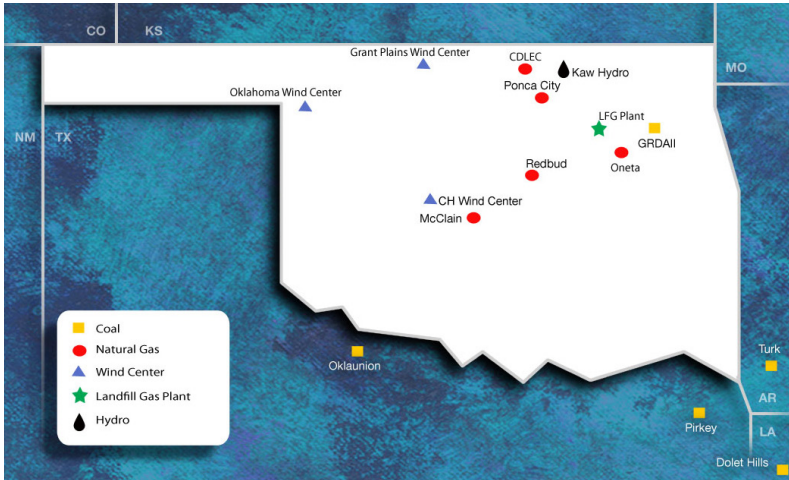 CO
KS
Grant Plains Wind Center
CDLEC
Kaw Hydro
MO
Ponca City
Oklahoma Wind Center
LFG Plant
NM
TX
GRDAII
Redbud
Oneta
CH Wind Center
McClain
Coal
Natural Gas
Wind Center
Landfill Gas Plant
Hydro
Oklaunion
Turk
AR
Pirkey
LA
Dolet Hills